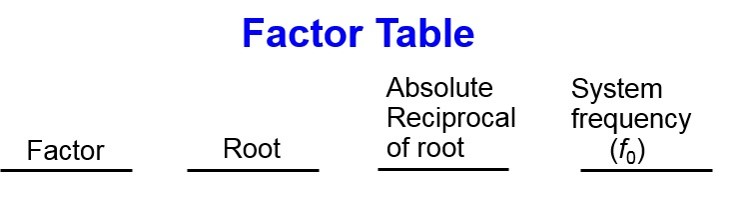 Factor Table
Factor
Root
Absolute
Reciprocal
of root
System
frequency
(f₀)